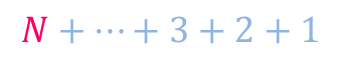 N + ⋯ + 3 + 2 + 1